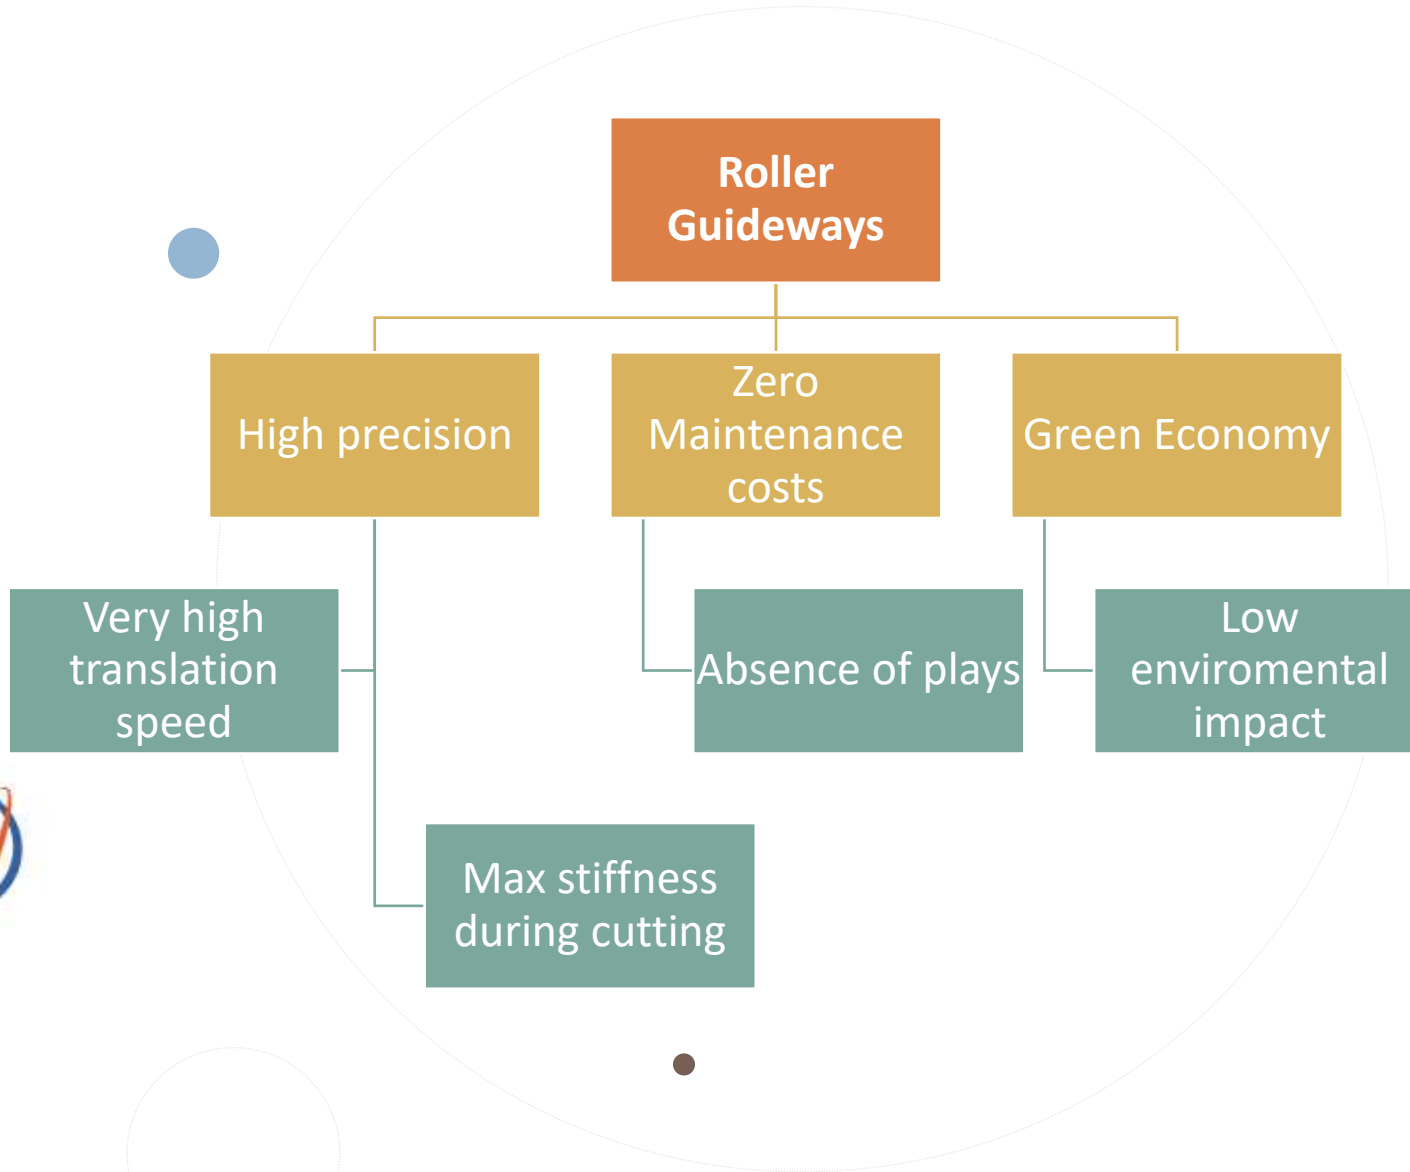 Roller
Guideways
High precision
Zero
Maintenance
costs
Green Economy
Very high
translation
speed
Absence of plays
Low
enviromental
impact
Max stiffness
during cutting